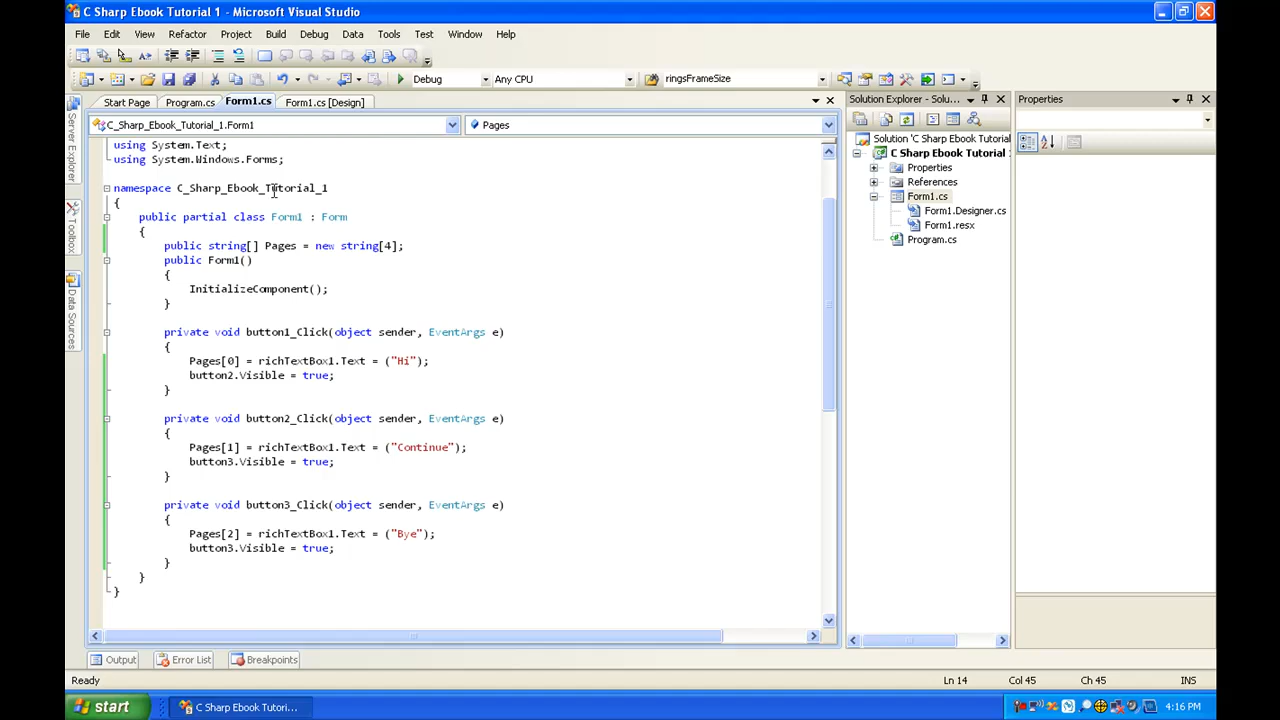 C Sharp Ebook Tutorial 1 - Microsoft Visual Studio
File Edit View Refactor Project Build Debug Data Tools Test Window Help
Debug Any CPU ringsFrameSize
Start Page Program.cs Form1.cs Form1.cs [Design]
C_Sharp_Ebook_Tutorial_1.Form1 Pages
using System.Text;
using System.Windows.Forms;
namespace C_Sharp_Ebook_Tutorial_1
{
public partial class Form1 : Form
{
public string[] Pages = new string[4];
public Form1()
{
InitializeComponent();
}
private void button1_Click(object sender, EventArgs e)
{
Pages[0] = richTextBox1.Text = ("Hi");
button2.Visible = true;
}
private void button2_Click(object sender, EventArgs e)
{
Pages[1] = richTextBox1.Text = ("Continue");
button3.Visible = true;
}
private void button3_Click(object sender, EventArgs e)
{
Pages[2] = richTextBox1.Text = ("Bye");
button3.Visible = true;
}
}
}
Server Explorer
Toolbox
Data Sources
Solution Explorer - Solu...
Solution 'C Sharp Ebook Tutorial
C Sharp Ebook Tutorial
Properties
References
Form1.cs
Form1.Designer.cs
Form1.resx
Program.cs
Properties
Output Error List Breakpoints
Ready Ln 14 Col 45 Ch 45 INS
start C Sharp Ebook Tutori... 4:16 PM